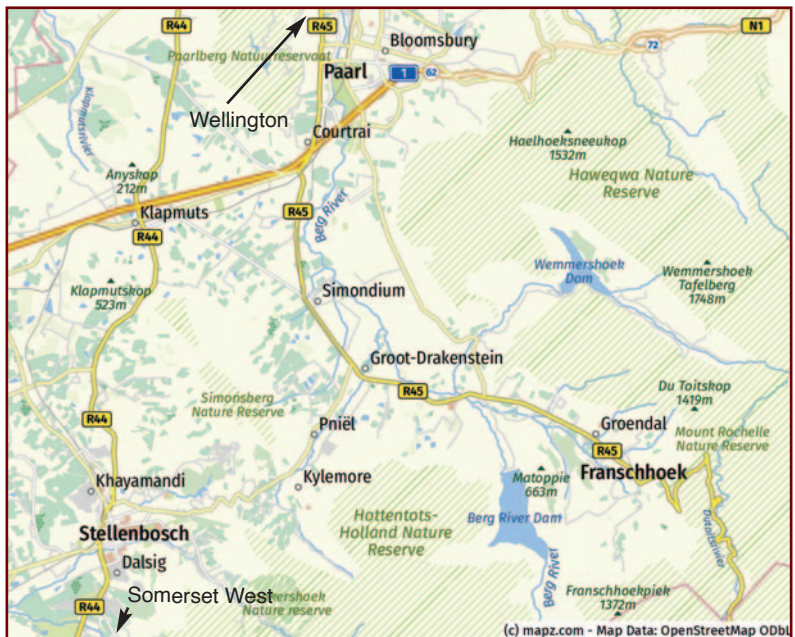 R44
R45
N1
Bloomsbury
72
Paarlberg Natuurreservaat
Paarl
1
62
Klapmutsrivier
Wellington
Courtrai
Haelhoeksneeukop
1532m
Anyskop
212m
Haweqwa Nature
Reserve
Klapmuts
R45
Berg River
R44
Wemmershoek
Dam
Wemmershoek
Tafelberg
1748m
Klapmutskop
523m
Simondium
Groot-Drakenstein
Simonsberg
Nature Reserve
R45
Du Toitskop
1419m
R44
Pniël
Groendal
Mount Rochelle
Nature Reserve
R45
Khayamandi
Kylemore
Matoppie
663m
Franschhoek
Hottentots-
Holland Nature
Reserve
Berg River Dam
Stellenbosch
Dutoitsrivier
Dalsig
Berg River
Somerset West
R44
Nature reserve
Franschhoekpiek
1372m
(c) mapz.com - Map Data: OpenStreetMap ODbL